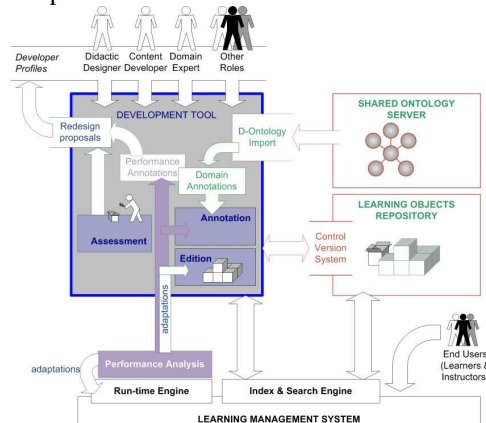 Developer
Profiles
Didactic
Designer
Content
Developer
Domain
Expert
Other
Roles
DEVELOPMENT TOOL
Redesign
proposals
Performance
Annotations
D-Ontology
Import
Domain
Annotations
Assessment
Annotation
Edition
adaptations
SHARED ONTOLOGY
SERVER
LEARNING OBJECTS
REPOSITORY
Control
Version
System
adaptations
Performance Analysis
Run-time Engine
Index & Search Engine
End Users
(Learners &
Instructors)
LEARNING MANAGEMENT SYSTEM